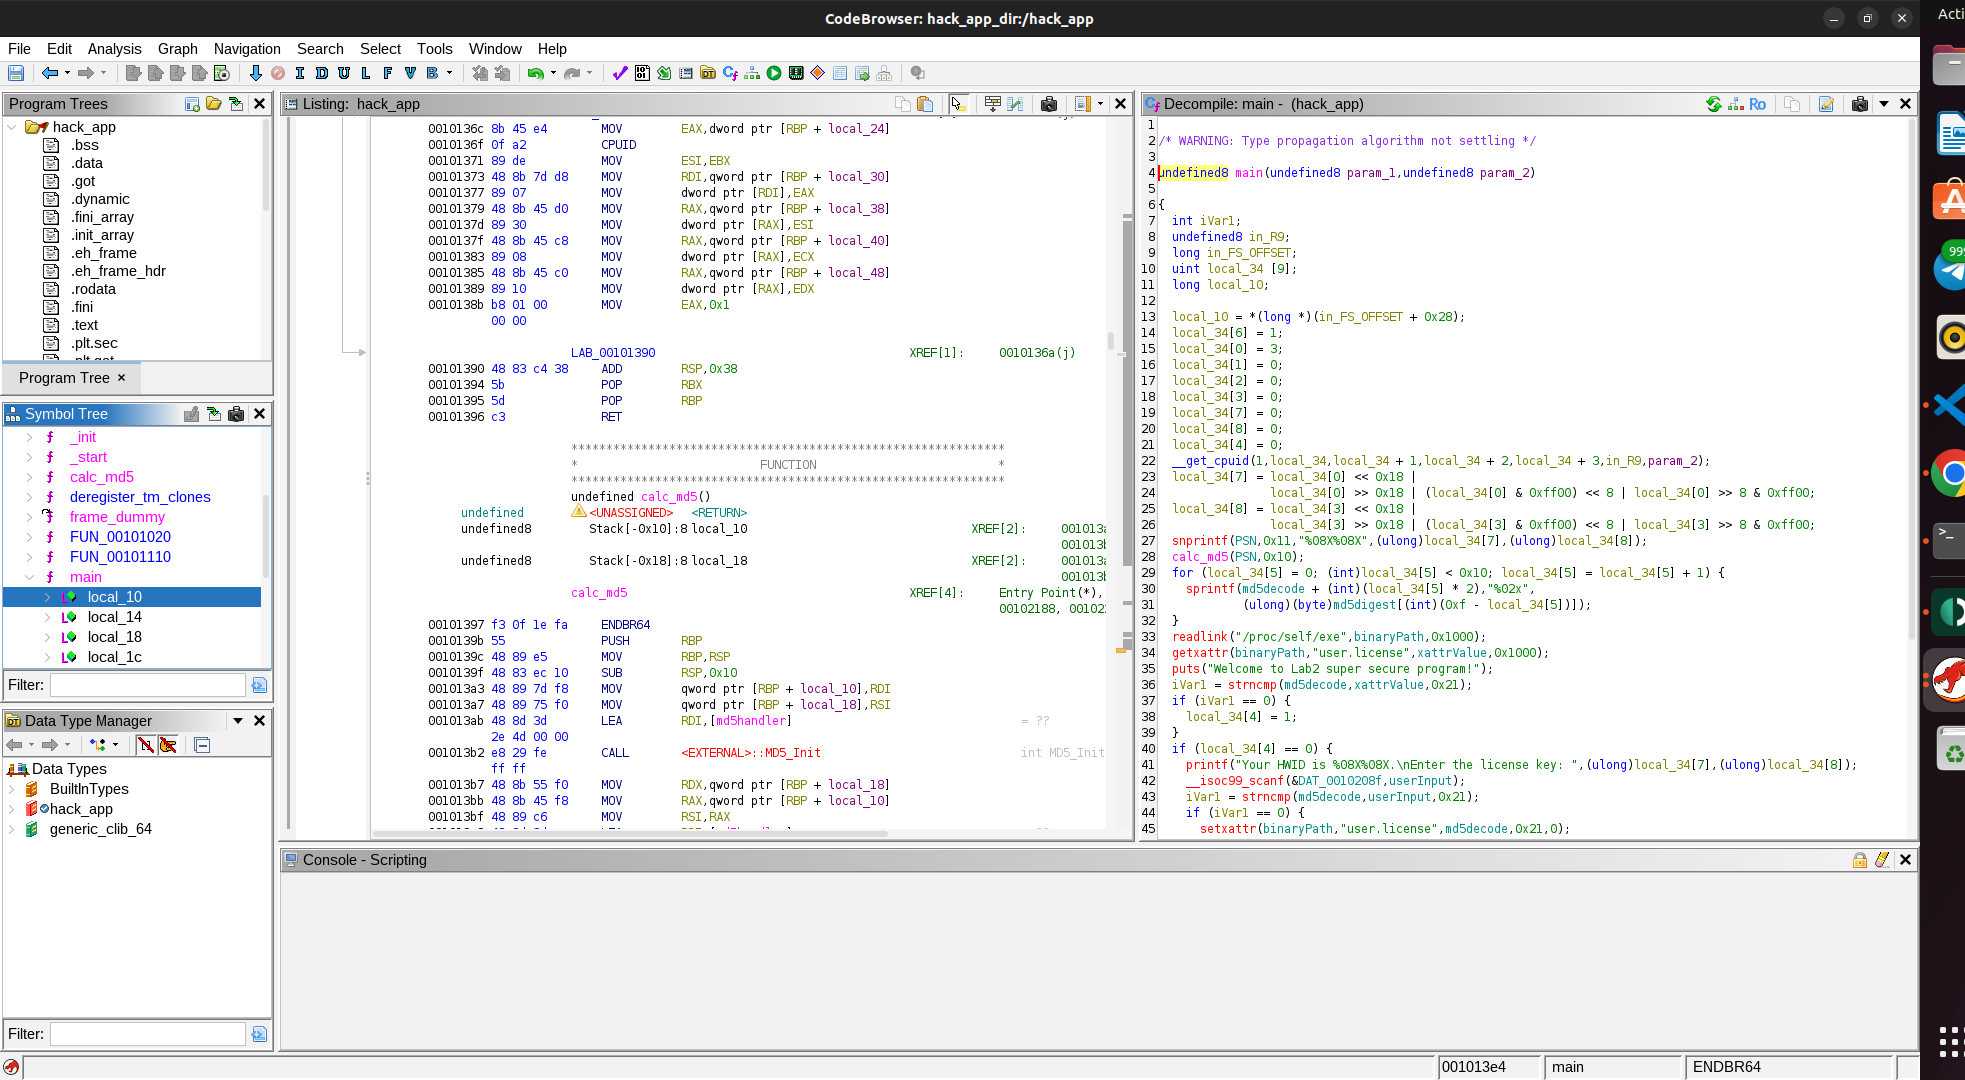 CodeBrowser: hack_app_dir:/hack_app
Acti
File Edit Analysis Graph Navigation Search Select Tools Window Help
I D U L F V B
Program Trees
hack_app
.bss
.data
.got
.dynamic
.fini_array
.init_array
.eh_frame
.eh_frame_hdr
.rodata
.fini
.text
.plt.sec
Program Tree ×
Symbol Tree
f _init
f _start
f calc_md5
f deregister_tm_clones
f frame_dummy
f FUN_00101020
f FUN_00101110
f main
local_10
local_14
local_18
local_1c
Filter:
Data Type Manager
Data Types
BuiltInTypes
hack_app
generic_clib_64
Filter:
Listing: hack_app
0010136c 8b 45 e4 MOV EAX,dword ptr [RBP + local_24]
0010136f 0f a2 CPUID
00101371 89 de MOV ESI,EBX
00101373 48 8b 7d d8 MOV RDI,qword ptr [RBP + local_30]
00101377 89 07 MOV dword ptr [RDI],EAX
00101379 48 8b 45 d0 MOV RAX,qword ptr [RBP + local_38]
0010137d 89 30 MOV dword ptr [RAX],ESI
0010137f 48 8b 45 c8 MOV RAX,qword ptr [RBP + local_40]
00101383 89 08 MOV dword ptr [RAX],ECX
00101385 48 8b 45 c0 MOV RAX,qword ptr [RBP + local_48]
00101389 89 10 MOV dword ptr [RAX],EDX
0010138b b8 01 00 MOV EAX,0x1
00 00
LAB_00101390 XREF[1]: 0010136a(j)
00101390 48 83 c4 38 ADD RSP,0x38
00101394 5b POP RBX
00101395 5d POP RBP
00101396 c3 RET
**************************************************************
* FUNCTION *
**************************************************************
undefined calc_md5()
undefined <UNASSIGNED> <RETURN>
undefined8 Stack[-0x10]:8 local_10 XREF[2]: 001013a
001013b
undefined8 Stack[-0x18]:8 local_18 XREF[2]: 001013a
001013b
calc_md5 XREF[4]: Entry Point(*),
00102188, 00102
00101397 f3 0f 1e fa ENDBR64
0010139b 55 PUSH RBP
0010139c 48 89 e5 MOV RBP,RSP
0010139f 48 83 ec 10 SUB RSP,0x10
001013a3 48 89 7d f8 MOV qword ptr [RBP + local_10],RDI
001013a7 48 89 75 f0 MOV qword ptr [RBP + local_18],RSI
001013ab 48 8d 3d LEA RDI,[md5handler] = ??
2e 4d 00 00
001013b2 e8 29 fe CALL <EXTERNAL>::MD5_Init int MD5_Init
ff ff
001013b7 48 8b 55 f0 MOV RDX,qword ptr [RBP + local_18]
001013bb 48 8b 45 f8 MOV RAX,qword ptr [RBP + local_10]
001013bf 48 89 c6 MOV RSI,RAX
Decompile: main - (hack_app)
Ro
1
2 /* WARNING: Type propagation algorithm not settling */
3
4 undefined8 main(undefined8 param_1,undefined8 param_2)
5
6 {
7 int iVar1;
8 undefined8 in_R9;
9 long in_FS_OFFSET;
10 uint local_34 [9];
11 long local_10;
12
13 local_10 = *(long *)(in_FS_OFFSET + 0x28);
14 local_34[6] = 1;
15 local_34[0] = 3;
16 local_34[1] = 0;
17 local_34[2] = 0;
18 local_34[3] = 0;
19 local_34[7] = 0;
20 local_34[8] = 0;
21 local_34[4] = 0;
22 __get_cpuid(1,local_34,local_34 + 1,local_34 + 2,local_34 + 3,in_R9,param_2);
23 local_34[7] = local_34[0] << 0x18 |
24 local_34[0] >> 0x18 | (local_34[0] & 0xff00) << 8 | local_34[0] >> 8 & 0xff00;
25 local_34[8] = local_34[3] << 0x18 |
26 local_34[3] >> 0x18 | (local_34[3] & 0xff00) << 8 | local_34[3] >> 8 & 0xff00;
27 snprintf(PSN,0x11,"%08X%08X",(ulong)local_34[7],(ulong)local_34[8]);
28 calc_md5(PSN,0x10);
29 for (local_34[5] = 0; (int)local_34[5] < 0x10; local_34[5] = local_34[5] + 1) {
30 sprintf(md5decode + (int)(local_34[5] * 2),"%02x",
31 (ulong)(byte)md5digest[(int)(0xf - local_34[5])]);
32 }
33 readlink("/proc/self/exe",binaryPath,0x1000);
34 getxattr(binaryPath,"user.license",xattrValue,0x1000);
35 puts("Welcome to Lab2 super secure program!");
36 iVar1 = strncmp(md5decode,xattrValue,0x21);
37 if (iVar1 == 0) {
38 local_34[4] = 1;
39 }
40 if (local_34[4] == 0) {
41 printf("Your HWID is %08X%08X.\nEnter the license key: ",(ulong)local_34[7],(ulong)local_34[8]);
42 __isoc99_scanf(&DAT_0010208f,userInput);
43 iVar1 = strncmp(md5decode,userInput,0x21);
44 if (iVar1 == 0) {
45 setxattr(binaryPath,"user.license",md5decode,0x21,0);
Console - Scripting
001013e4 main ENDBR64